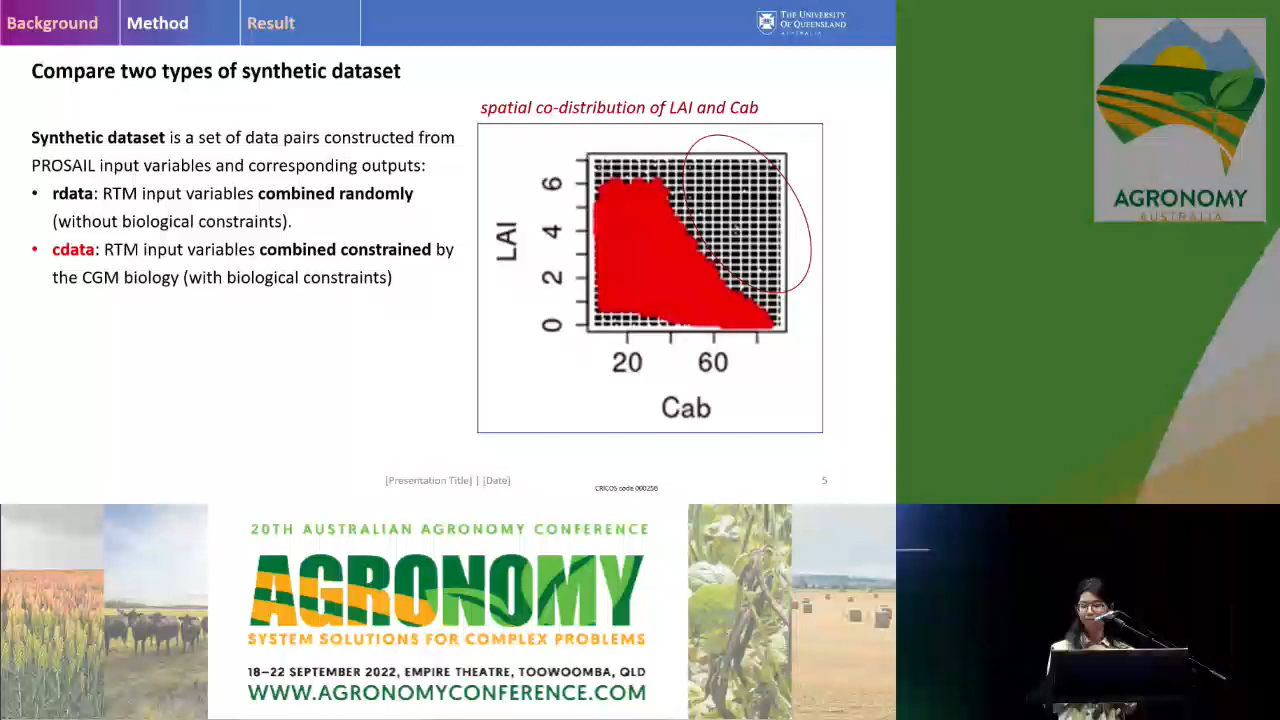 Background
Method
Result
THE UNIVERSITY
OF QUEENSLAND
AUSTRALIA
Compare two types of synthetic dataset
spatial co-distribution of LAI and Cab
Synthetic dataset is a set of data pairs constructed from
PROSAIL input variables and corresponding outputs:
• rdata: RTM input variables combined randomly
(without biological constraints).
• cdata: RTM input variables combined constrained by
the CGM biology (with biological constraints)
LAI
6
4
2
0
20
60
Cab
[Presentation Title] | [Date]
CRICOS code 00025B
5
AGRONOMY
AUSTRALIA
20TH AUSTRALIAN AGRONOMY CONFERENCE
AGRONOMY
SYSTEM SOLUTIONS FOR COMPLEX PROBLEMS
18–22 SEPTEMBER 2022, EMPIRE THEATRE, TOOWOOMBA, QLD
WWW.AGRONOMYCONFERENCE.COM